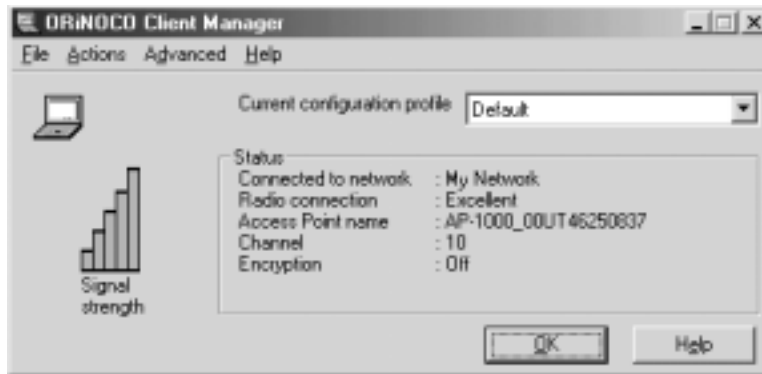 ORiNOCO Client Manager
File Actions Advanced Help
Current configuration profile Default
Status
Connected to network : My Network
Radio connection : Excellent
Access Point name : AP-1000_00UT46250837
Channel : 10
Encryption : Off
Signal
strength
OK Help